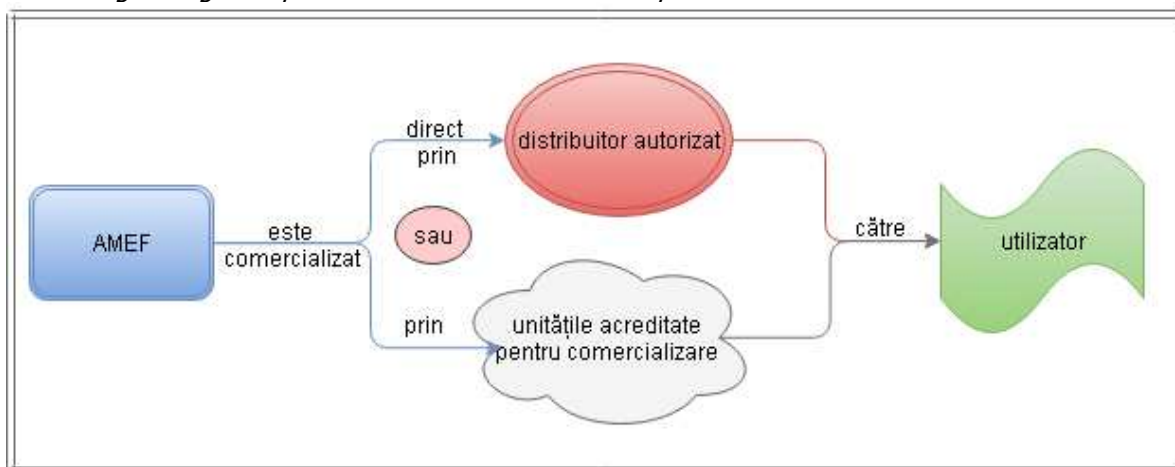 AMEF
este
comercializat
direct
prin
sau
prin
distribuitor autorizat
unitățile acreditate
pentru comercializare
către
utilizator